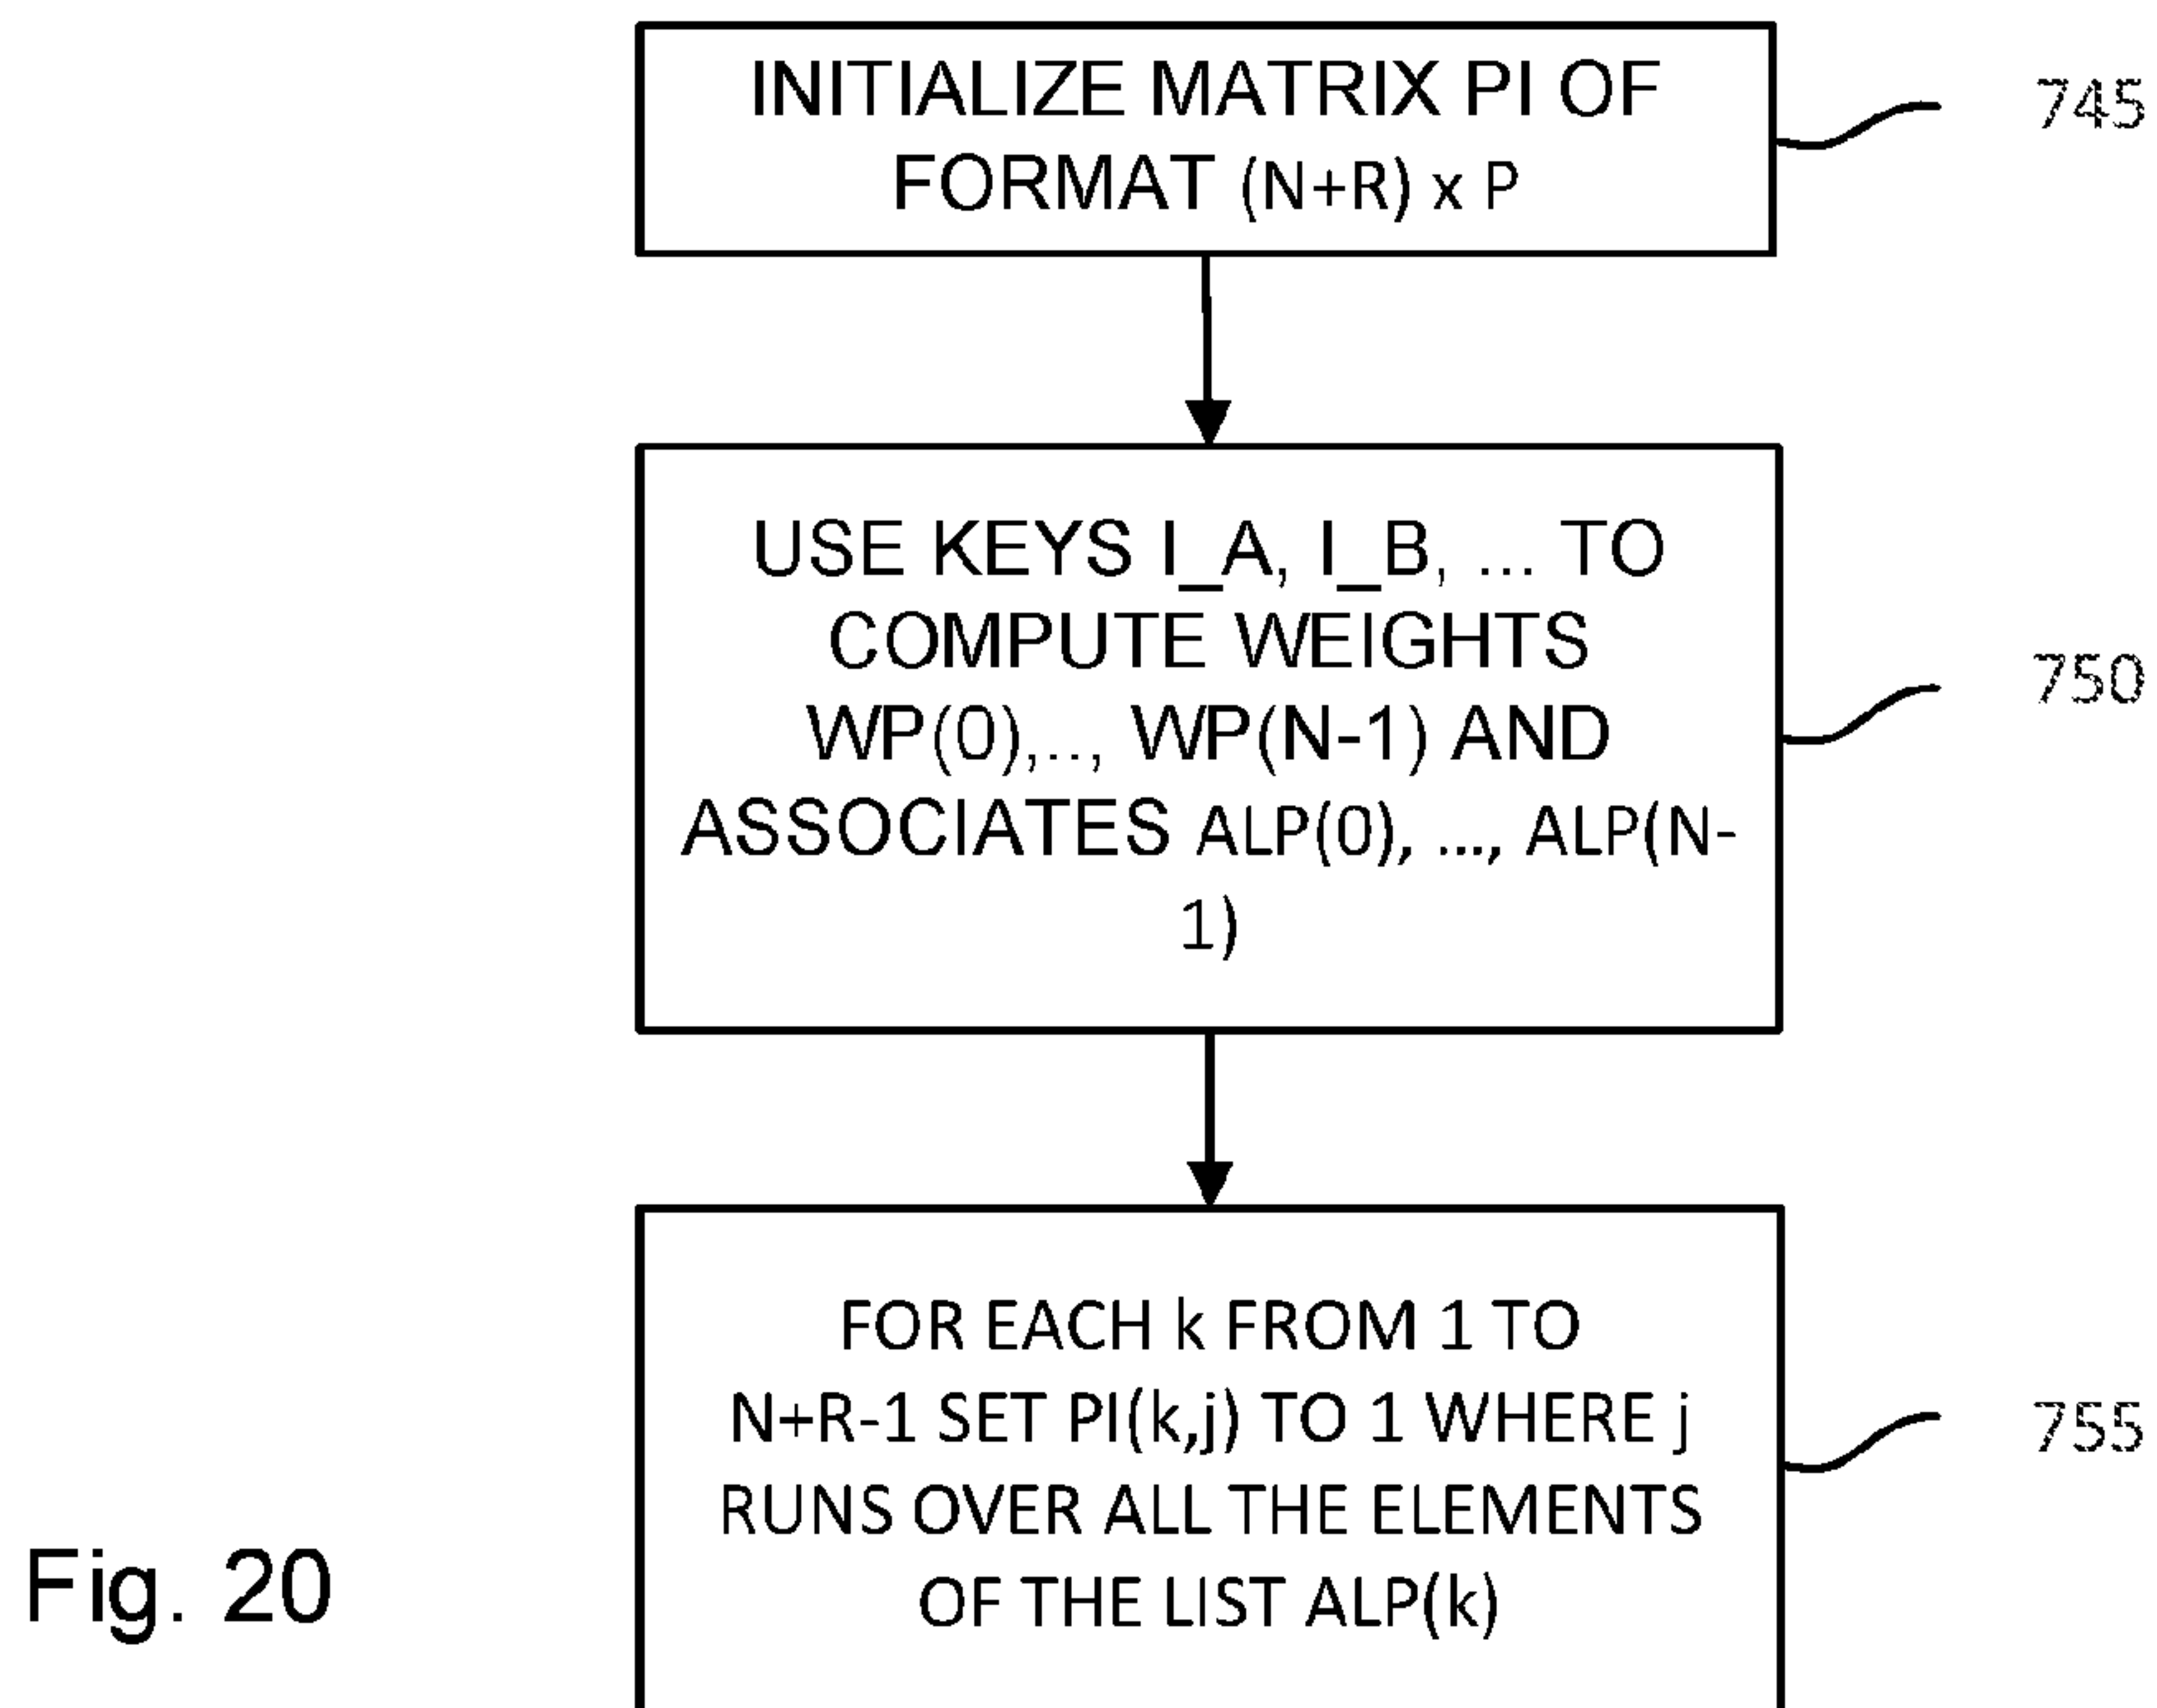 INITIALIZE MATRIX PI OF
FORMAT (N+R) x P
745
USE KEYS I_A, I_B, ... TO
COMPUTE WEIGHTS
WP(0),.., WP(N-1) AND
ASSOCIATES ALP(0), ..., ALP(N-
1)
750
FOR EACH k FROM 1 TO
N+R-1 SET PI(k,j) TO 1 WHERE j
RUNS OVER ALL THE ELEMENTS
OF THE LIST ALP(k)
755
Fig. 20